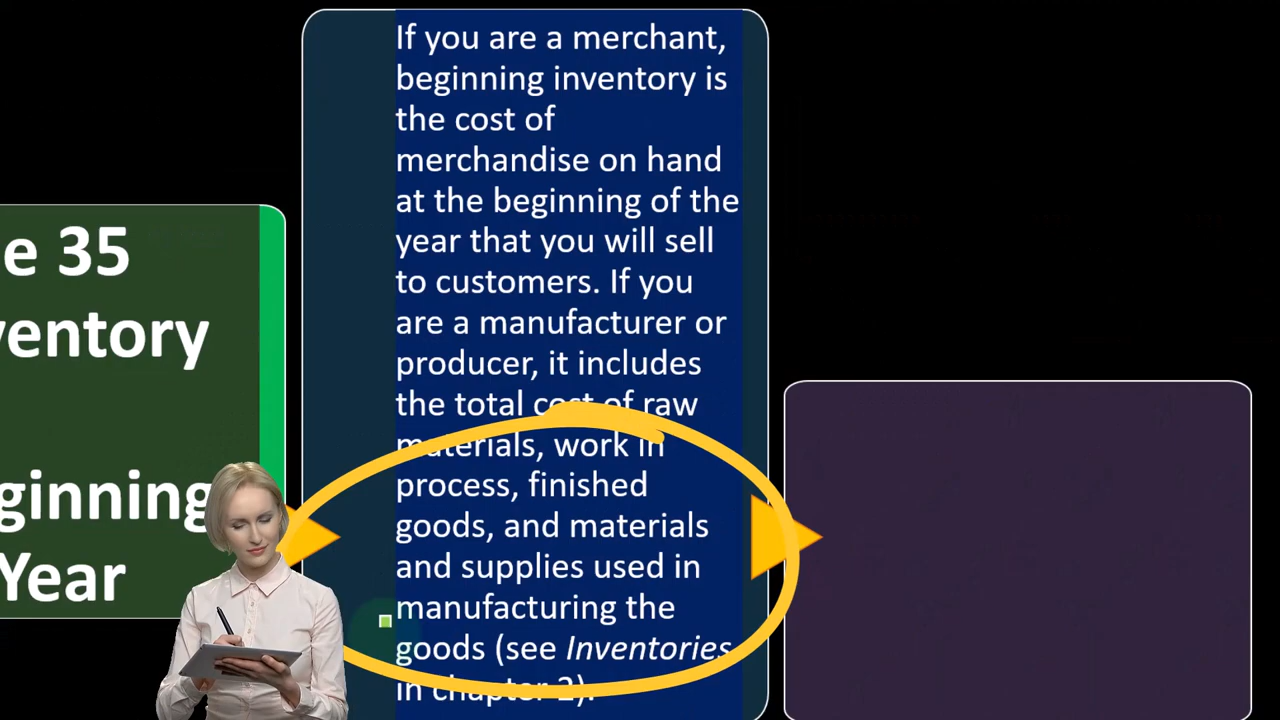 e 35
ventory
ginning
Year
If you are a merchant,
beginning inventory is
the cost of
merchandise on hand
at the beginning of the
year that you will sell
to customers. If you
are a manufacturer or
producer, it includes
the total cost of raw
materials, work in
process, finished
goods, and materials
and supplies used in
manufacturing the
goods (see Inventories
in chapter 2).